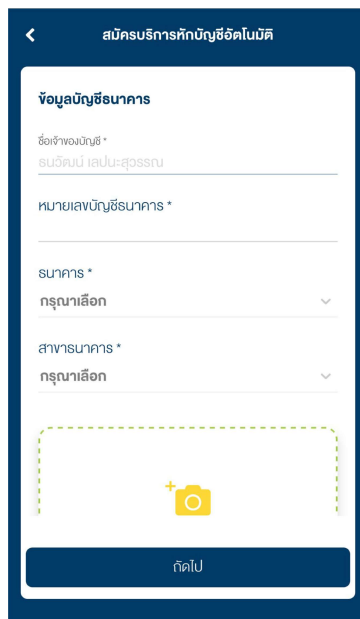 สมัครบริการหักบัญชีอัตโนมัติ
ข้อมูลบัญชีธนาคาร
ชื่อเจ้าของบัญชี *
ธนวัฒน์ เลปนะสุวรรณ
หมายเลขบัญชีธนาคาร *
ธนาคาร *
กรุณาเลือก
สาขาธนาคาร *
กรุณาเลือก
ถัดไป